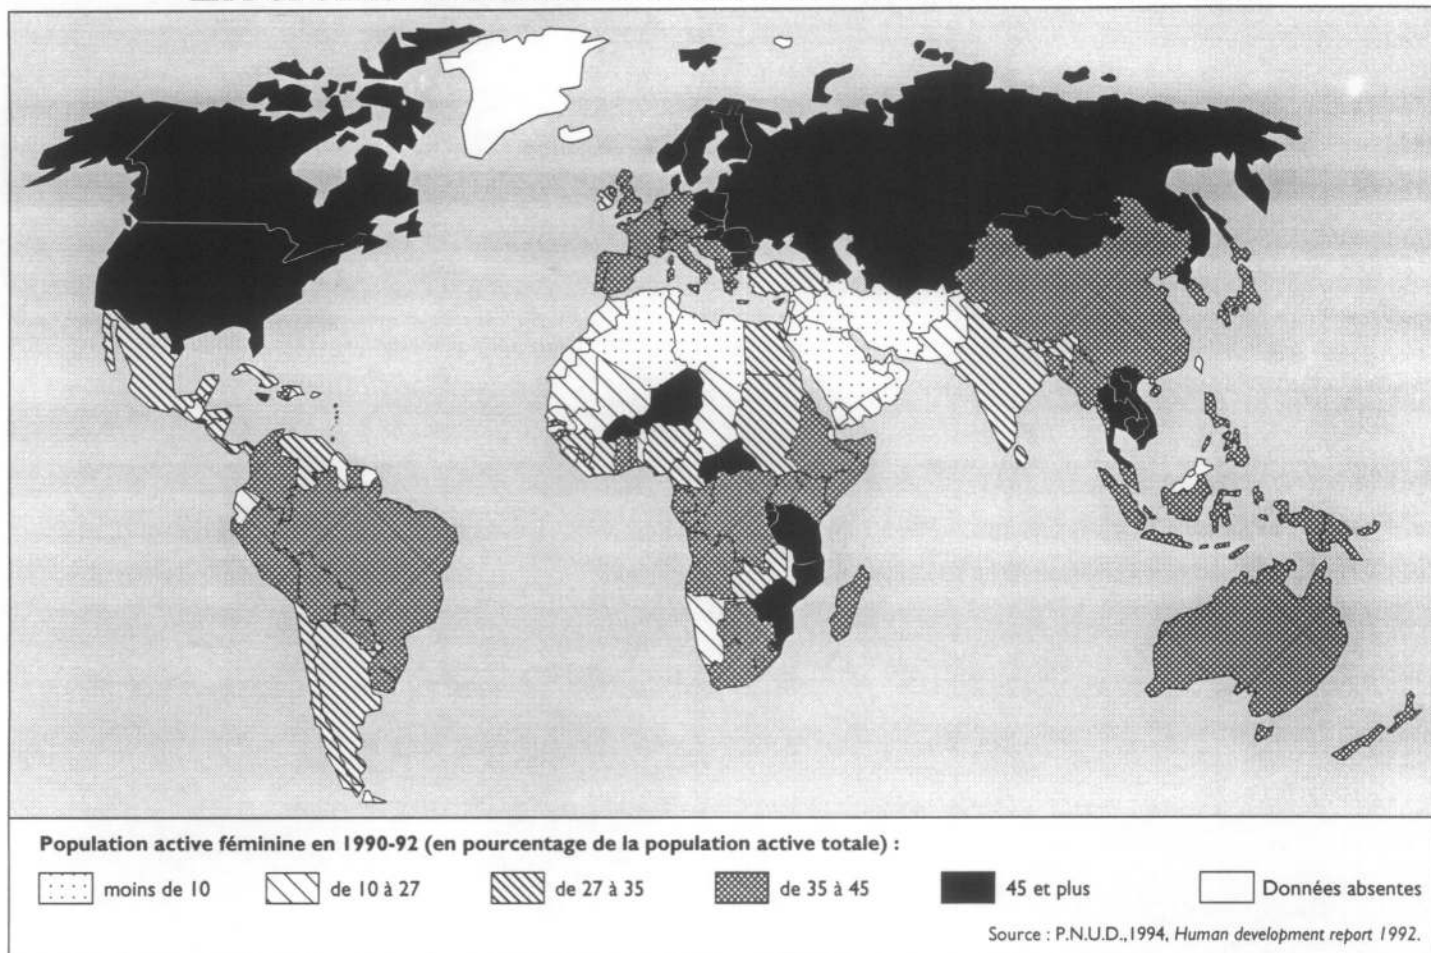 Population active féminine en 1990-92 (en pourcentage de la population active totale) :
moins de 10
de 10 à 27
de 27 à 35
de 35 à 45
45 et plus
Données absentes
Source : P.N.U.D.,1994, Human development report 1992.